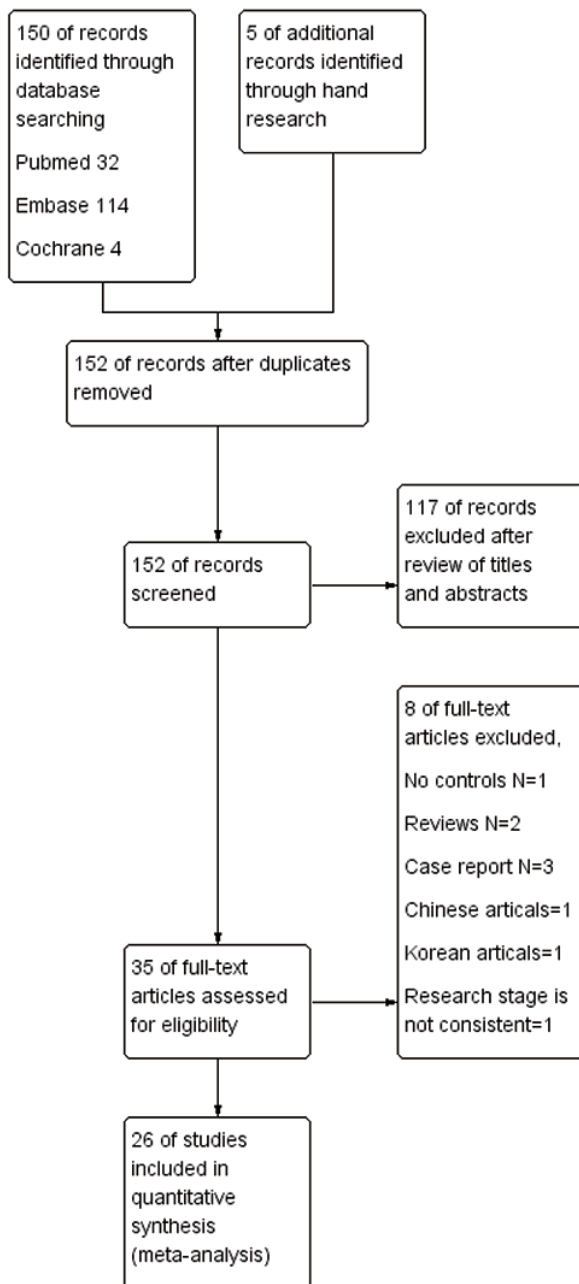 150 of records
identified through
database
searching
Pubmed 32
Embase 114
Cochrane 4
5 of additional
records identified
through hand
research
152 of records after duplicates
removed
152 of records
screened
117 of records
excluded after
review of titles
and abstracts
8 of full-text
articles excluded,
No controls N=1
Reviews N=2
Case report N=3
Chinese articals=1
Korean articals=1
Research stage is
not consistent=1
35 of full-text
articles assessed
for eligibility
26 of studies
included in
quantitative
synthesis
(meta-analysis)